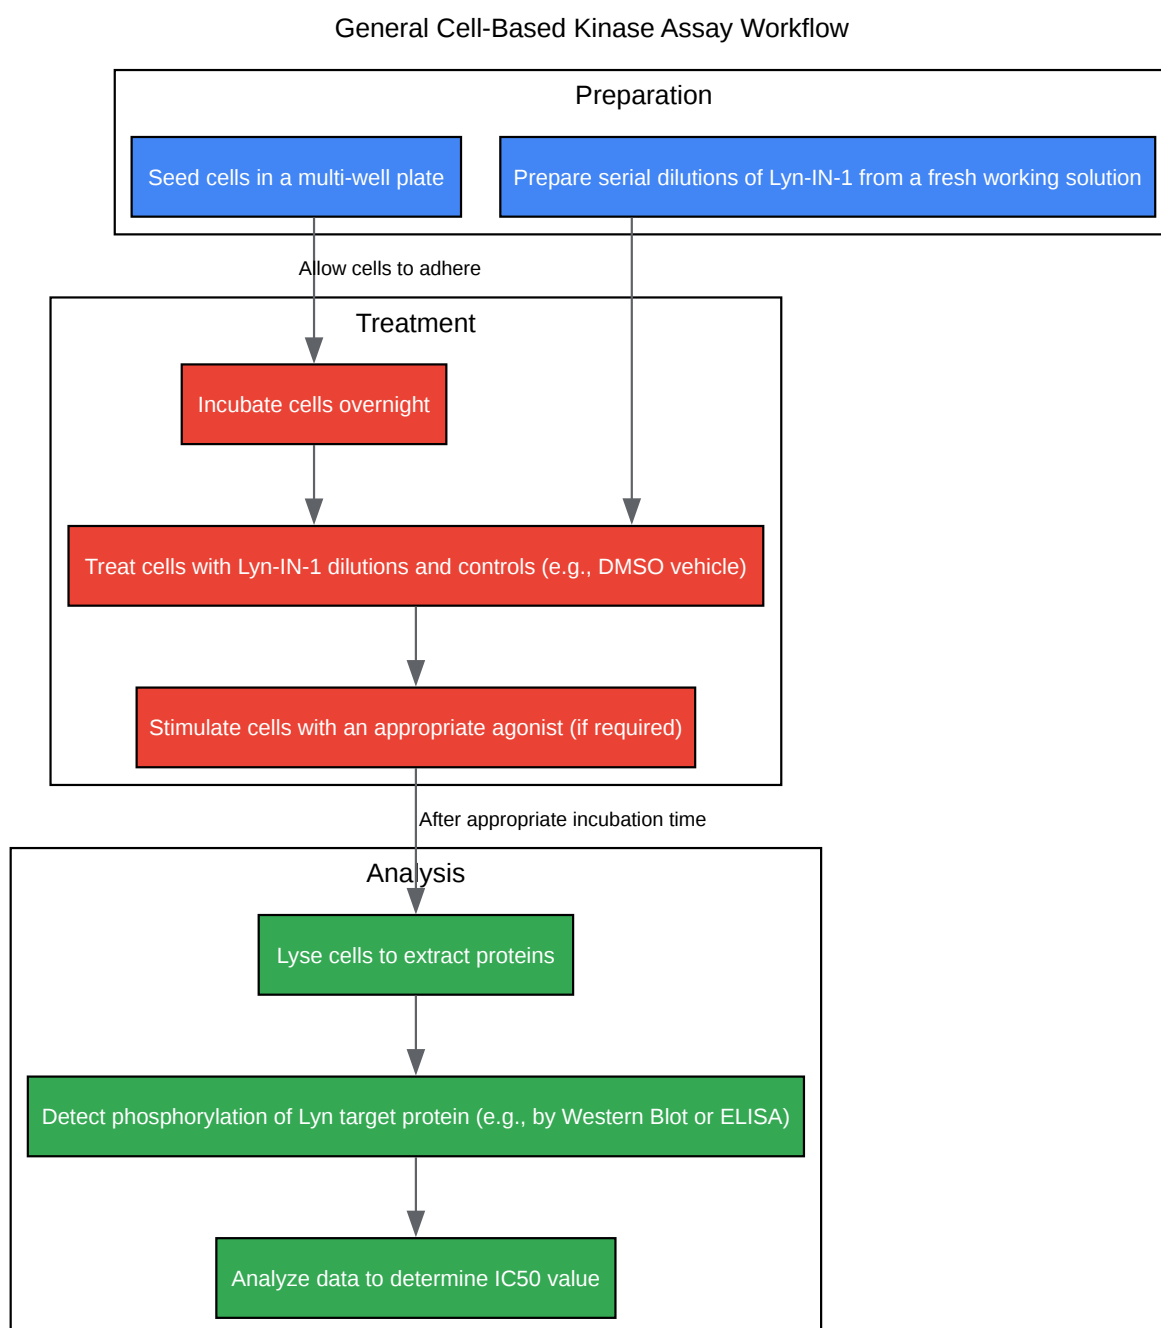 General Cell-Based Kinase Assay Workflow
Preparation
Seed cells in a multi-well plate
Prepare serial dilutions of Lyn-IN-1 from a fresh working solution
Allow cells to adhere
Treatment
Incubate cells overnight
Treat cells with Lyn-IN-1 dilutions and controls (e.g., DMSO vehicle)
Stimulate cells with an appropriate agonist (if required)
After appropriate incubation time
Analysis
Lyse cells to extract proteins
Detect phosphorylation of Lyn target protein (e.g., by Western Blot or ELISA)
Analyze data to determine IC50 value